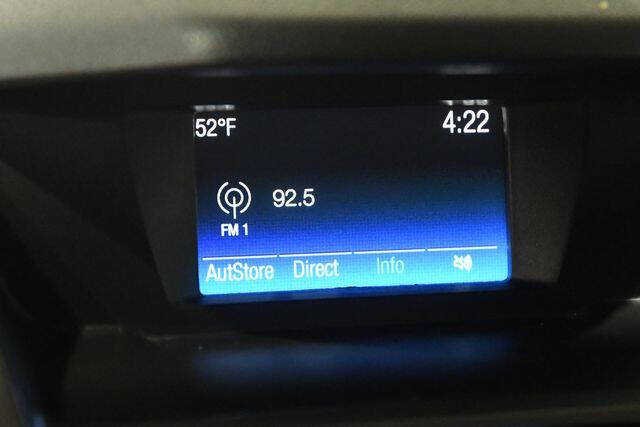 52°F 4:22
92.5
FM 1
AutStore Direct Info